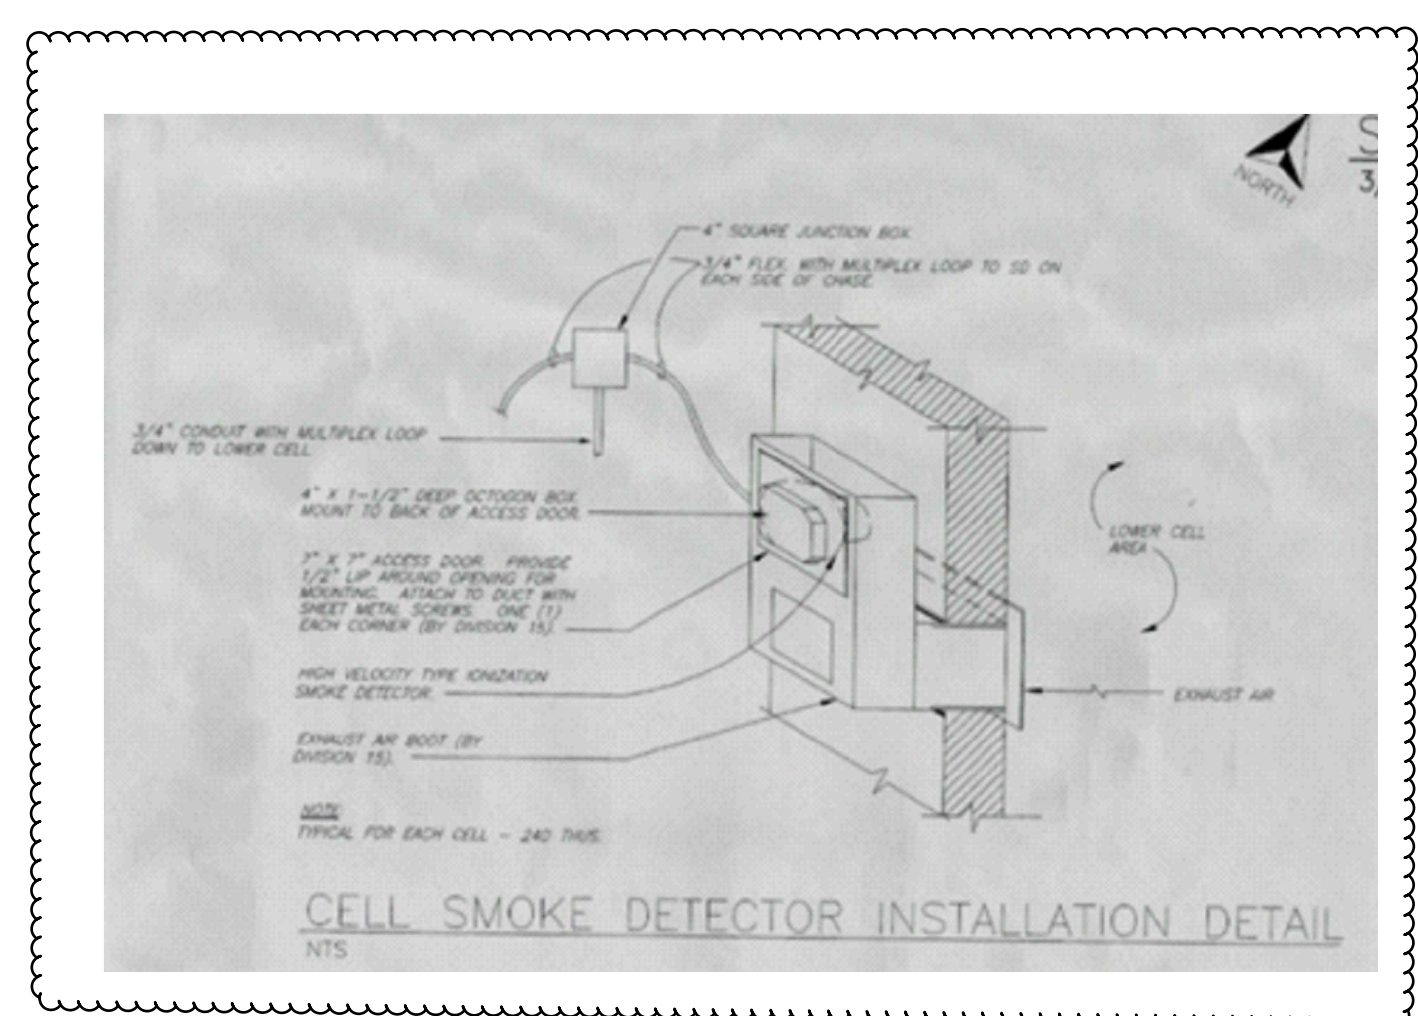 NORTH
S
3/
4" SQUARE JUNCTION BOX.
3/4" FLEX. WITH MULTIPLEX LOOP TO SD ON
EACH SIDE OF CHASE.
3/4" CONDUIT WITH MULTIPLEX LOOP
DOWN TO LOWER CELL.
4" X 1-1/2" DEEP OCTOGON BOX.
MOUNT TO BACK OF ACCESS DOOR.
7" X 7" ACCESS DOOR. PROVIDE
1/2" LIP AROUND OPENING FOR
MOUNTING. ATTACH TO DUCT WITH
SHEET METAL SCREWS. ONE (1)
EACH CORNER (BY DIVISION 15).
LOWER CELL
AREA
HIGH VELOCITY TYPE IONIZATION
SMOKE DETECTOR.
EXHAUST AIR
EXHAUST AIR BOOT (BY
DIVISION 15).
NOTE:
TYPICAL FOR EACH CELL - 240 THUS.
CELL SMOKE DETECTOR INSTALLATION DETAIL
NTS